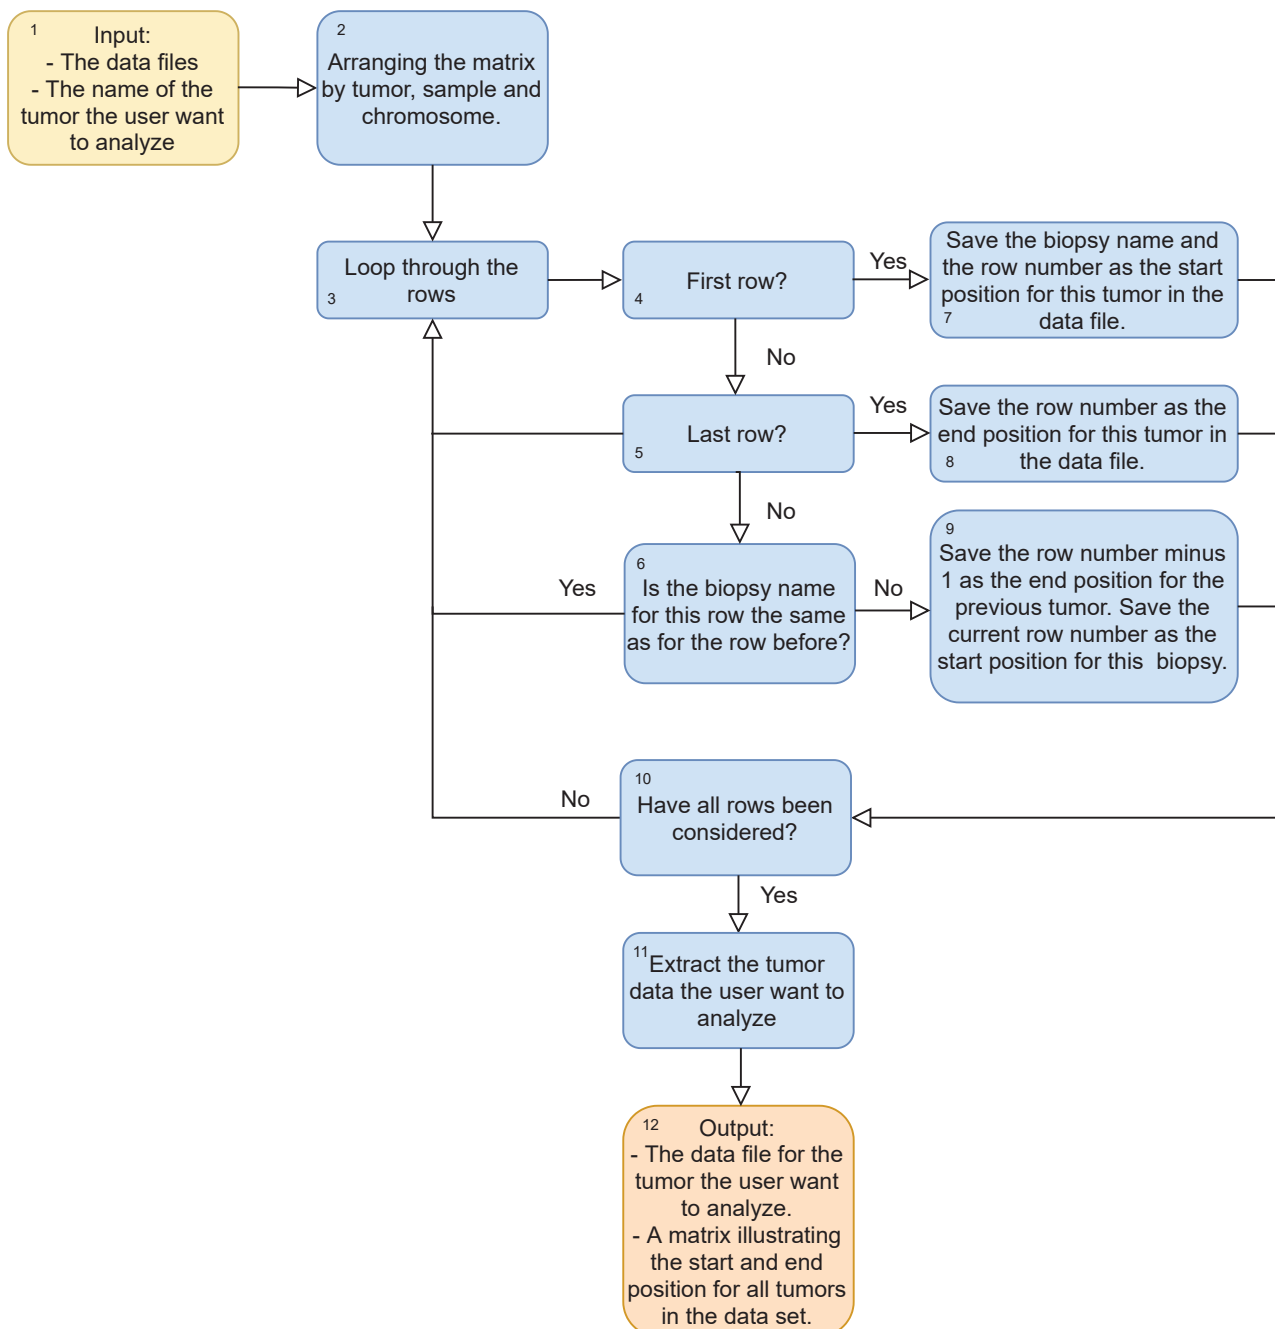 1
Input:
- The data files
- The name of the
tumor the user want
to analyze
2
Arranging the matrix
by tumor, sample and
chromosome.
Loop through the
rows
3
First row?
4
Yes
Save the biopsy name and
the row number as the start
position for this tumor in the
7
data file.
No
Last row?
5
Yes
Save the row number as the
end position for this tumor in
8
the data file.
No
6
Is the biopsy name
for this row the same
as for the row before?
Yes
No
9
Save the row number minus
1 as the end position for the
previous tumor. Save the
current row number as the
start position for this biopsy.
10
Have all rows been
considered?
No
Yes
11
Extract the tumor
data the user want to
analyze
12
Output:
- The data file for the
tumor the user want
to analyze.
- A matrix illustrating
the start and end
position for all tumors
in the data set.